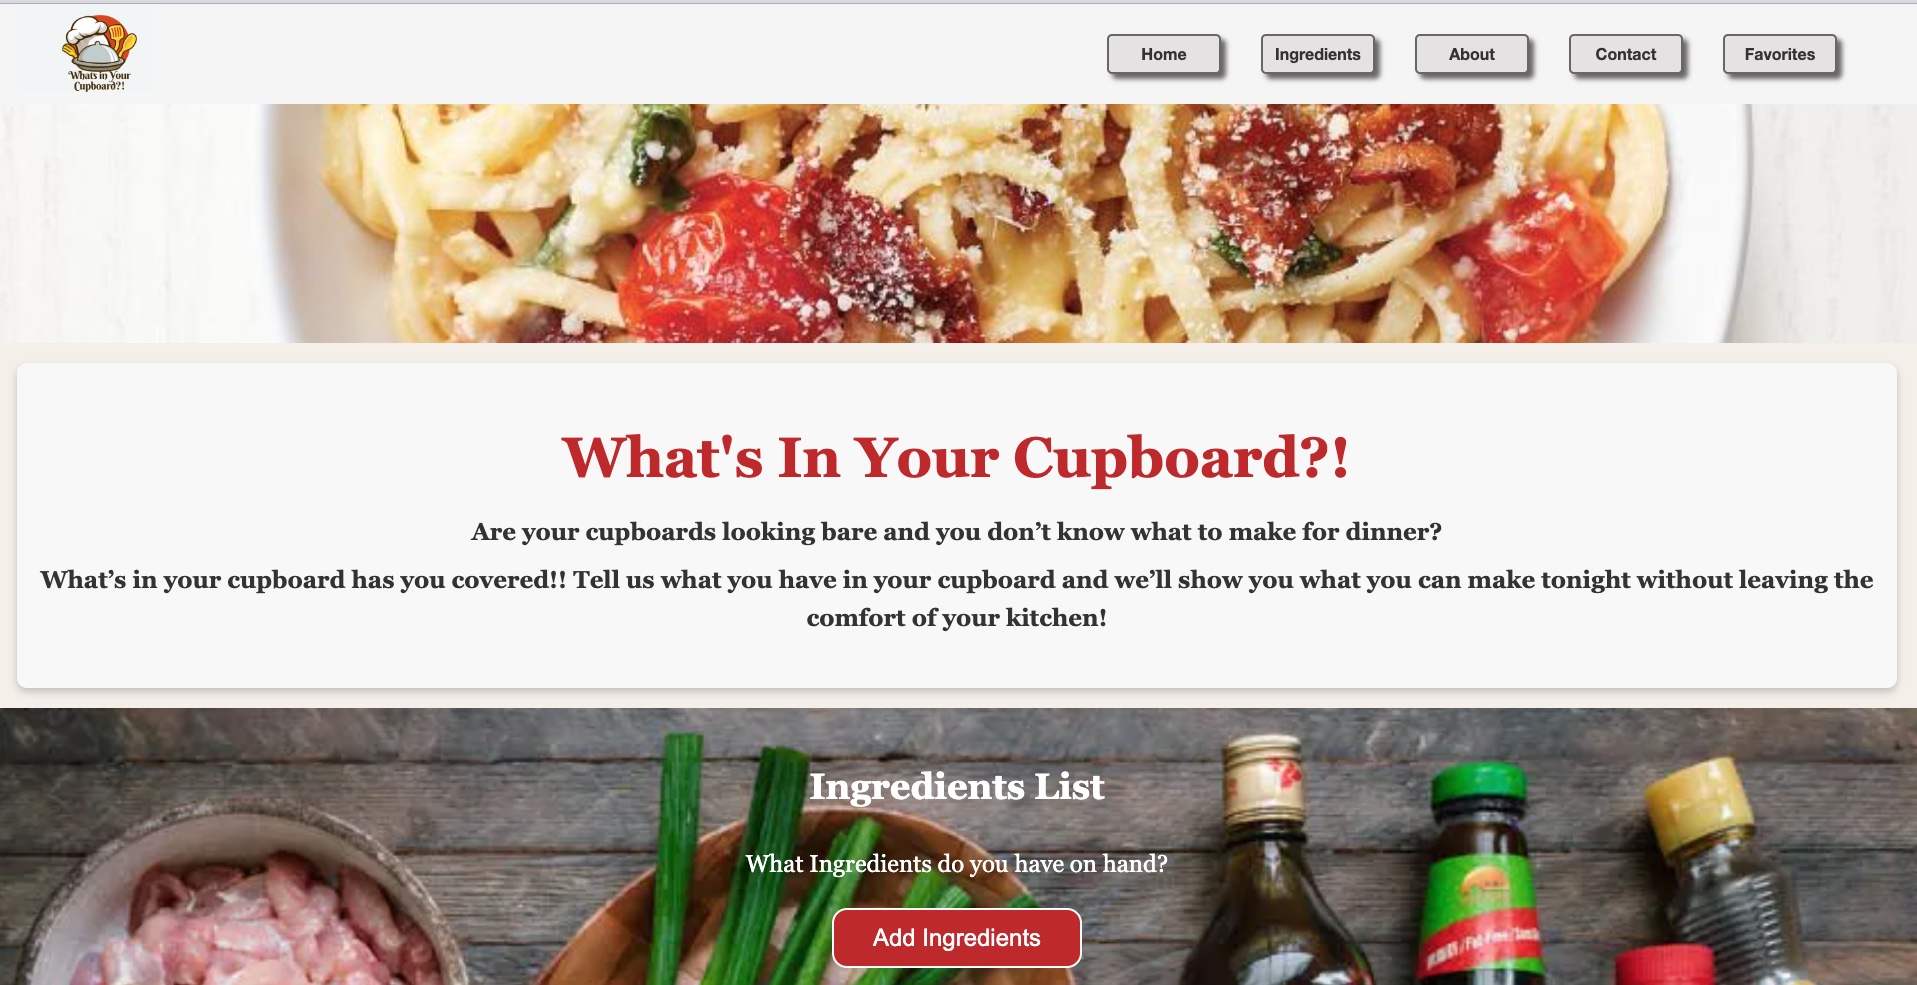 What's in Your
Cupboard?!
Home
Ingredients
About
Contact
Favorites
What's In Your Cupboard?!
Are your cupboards looking bare and you don’t know what to make for dinner?
What’s in your cupboard has you covered!! Tell us what you have in your cupboard and we’ll show you what you can make tonight without leaving the
comfort of your kitchen!
Ingredients List
What Ingredients do you have on hand?
Add Ingredients